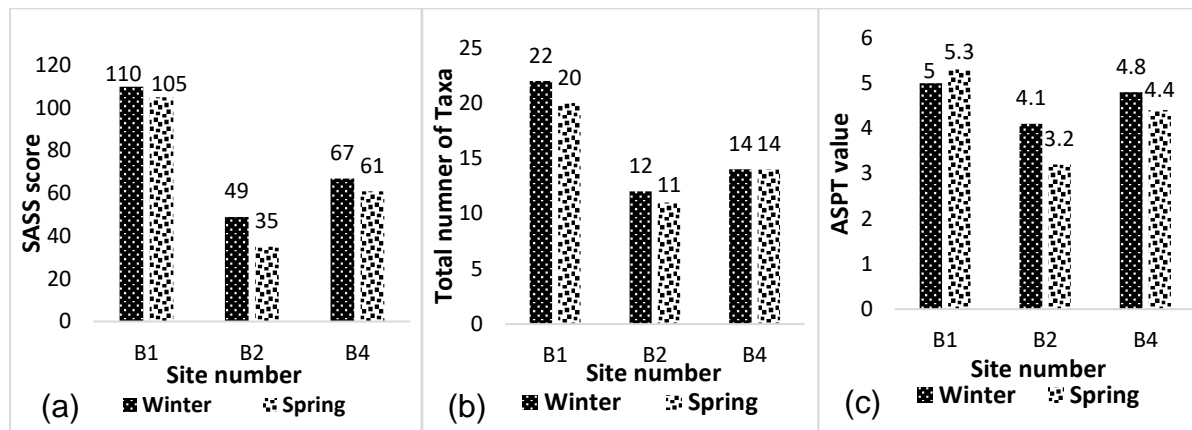 SASS score
120
100
80
60
40
20
0
110 105
49 35
67 61
B1 B2 B4
Site number
Winter Spring
(a)
Total numner of Taxa
25
20
15
10
5
0
22 20
12 11
14 14
B1 B2 B4
Site number
Winter Spring
(b)
ASPT value
6
5
4
3
2
1
0
5 5.3
4.1 3.2
4.8 4.4
B1 B2 B4
Site number
Winter Spring
(c)